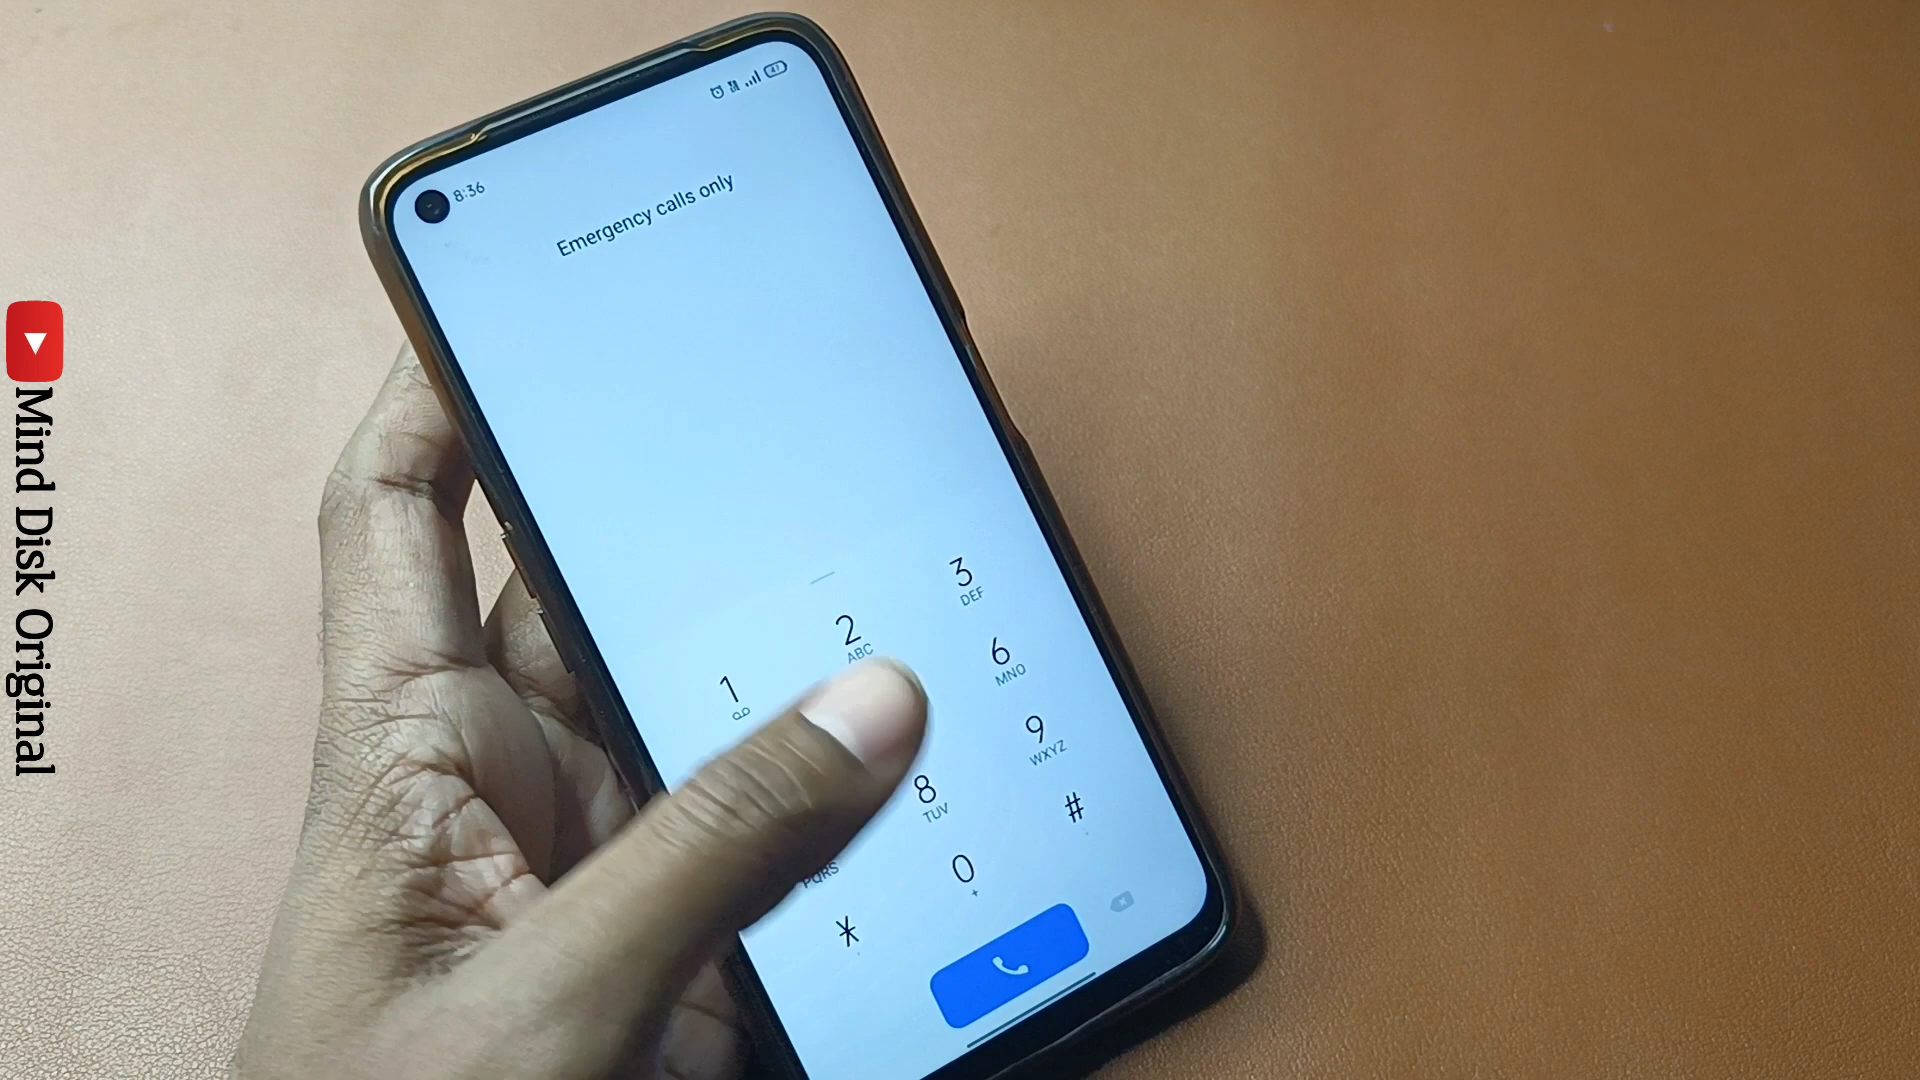 8:36
47
Emergency calls only
1
2
ABC
3
DEF
6
MNO
8
TUV
9
WXYZ
PQRS
*
0
+
#
Mind Disk Original